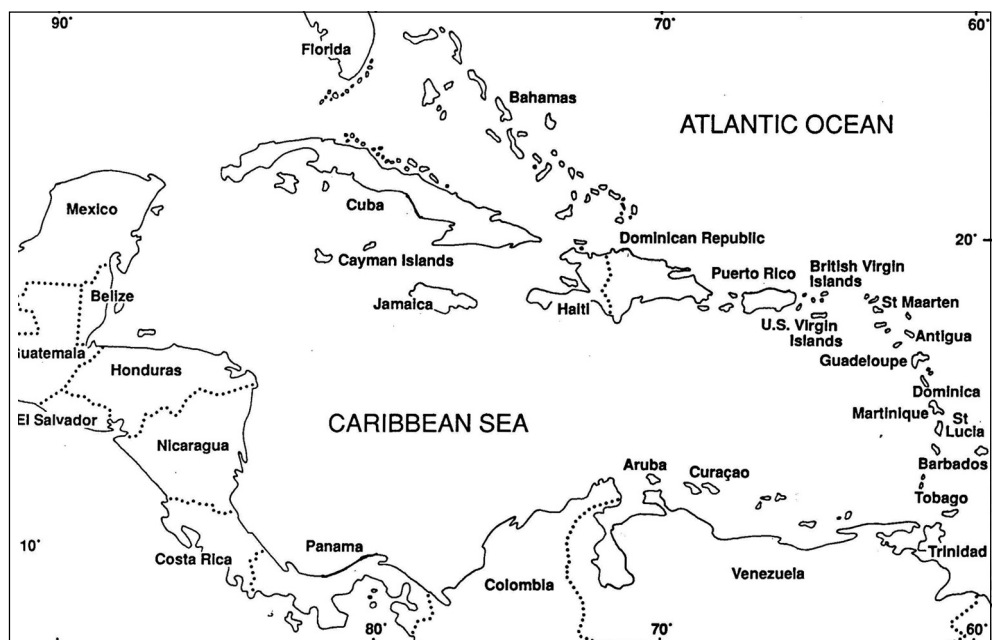 90°
70°
60°
Florida
Bahamas
ATLANTIC OCEAN
Mexico
Cuba
20°
Dominican Republic
Cayman Islands
Belize
Jamaica
Haiti
Puerto Rico
British Virgin
Islands
St Maarten
U.S. Virgin
Islands
Antigua
Guatemala
Honduras
Guadeloupe
Dominica
El Salvador
CARIBBEAN SEA
Martinique
St
Lucia
Nicaragua
Barbados
Aruba
Curaçao
Tobago
10°
Costa Rica
Panama
Colombia
Venezuela
Trinidad
80°
70°
60°